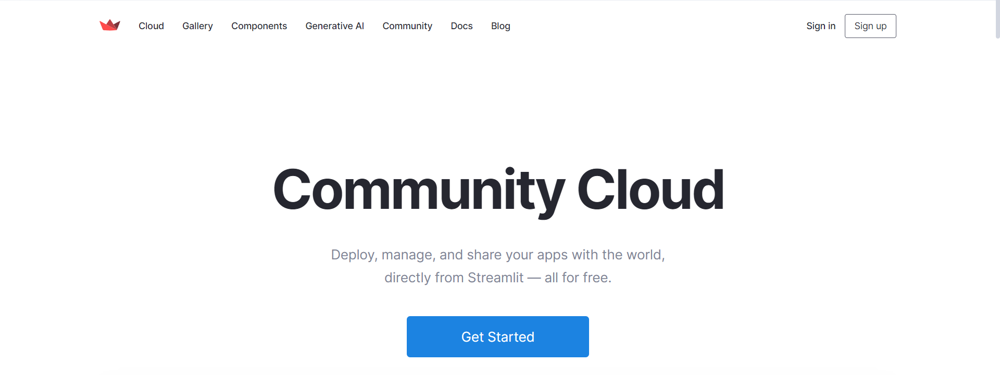 Cloud Gallery Components Generative AI Community Docs Blog Sign in Sign up
Community Cloud
Deploy, manage, and share your apps with the world,
directly from Streamlit — all for free.
Get Started